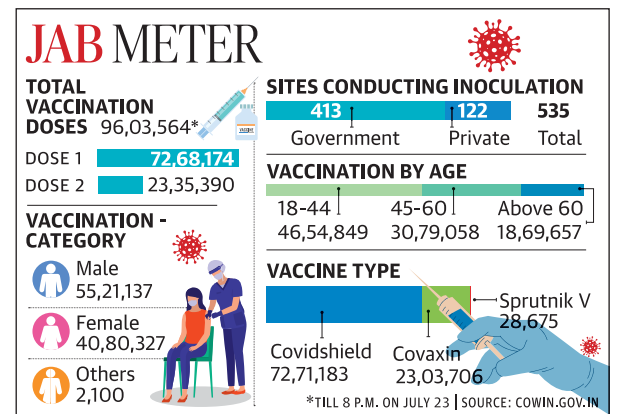 JAB METER
TOTAL
VACCINATION
DOSES 96,03,564*
VACCINE
DOSE 1 72,68,174
DOSE 2 23,35,390
VACCINATION -
CATEGORY
Male
55,21,137
Female
40,80,327
Others
2,100
SITES CONDUCTING INOCULATION
413 122 535
Government Private Total
VACCINATION BY AGE
18-44 45-60 Above 60
46,54,849 30,79,058 18,69,657
VACCINE TYPE
Sprutnik V
28,675
Covidshield Covaxin
72,71,183 23,03,706
*TILL 8 P.M. ON JULY 23 | SOURCE: COWIN.GOV.IN